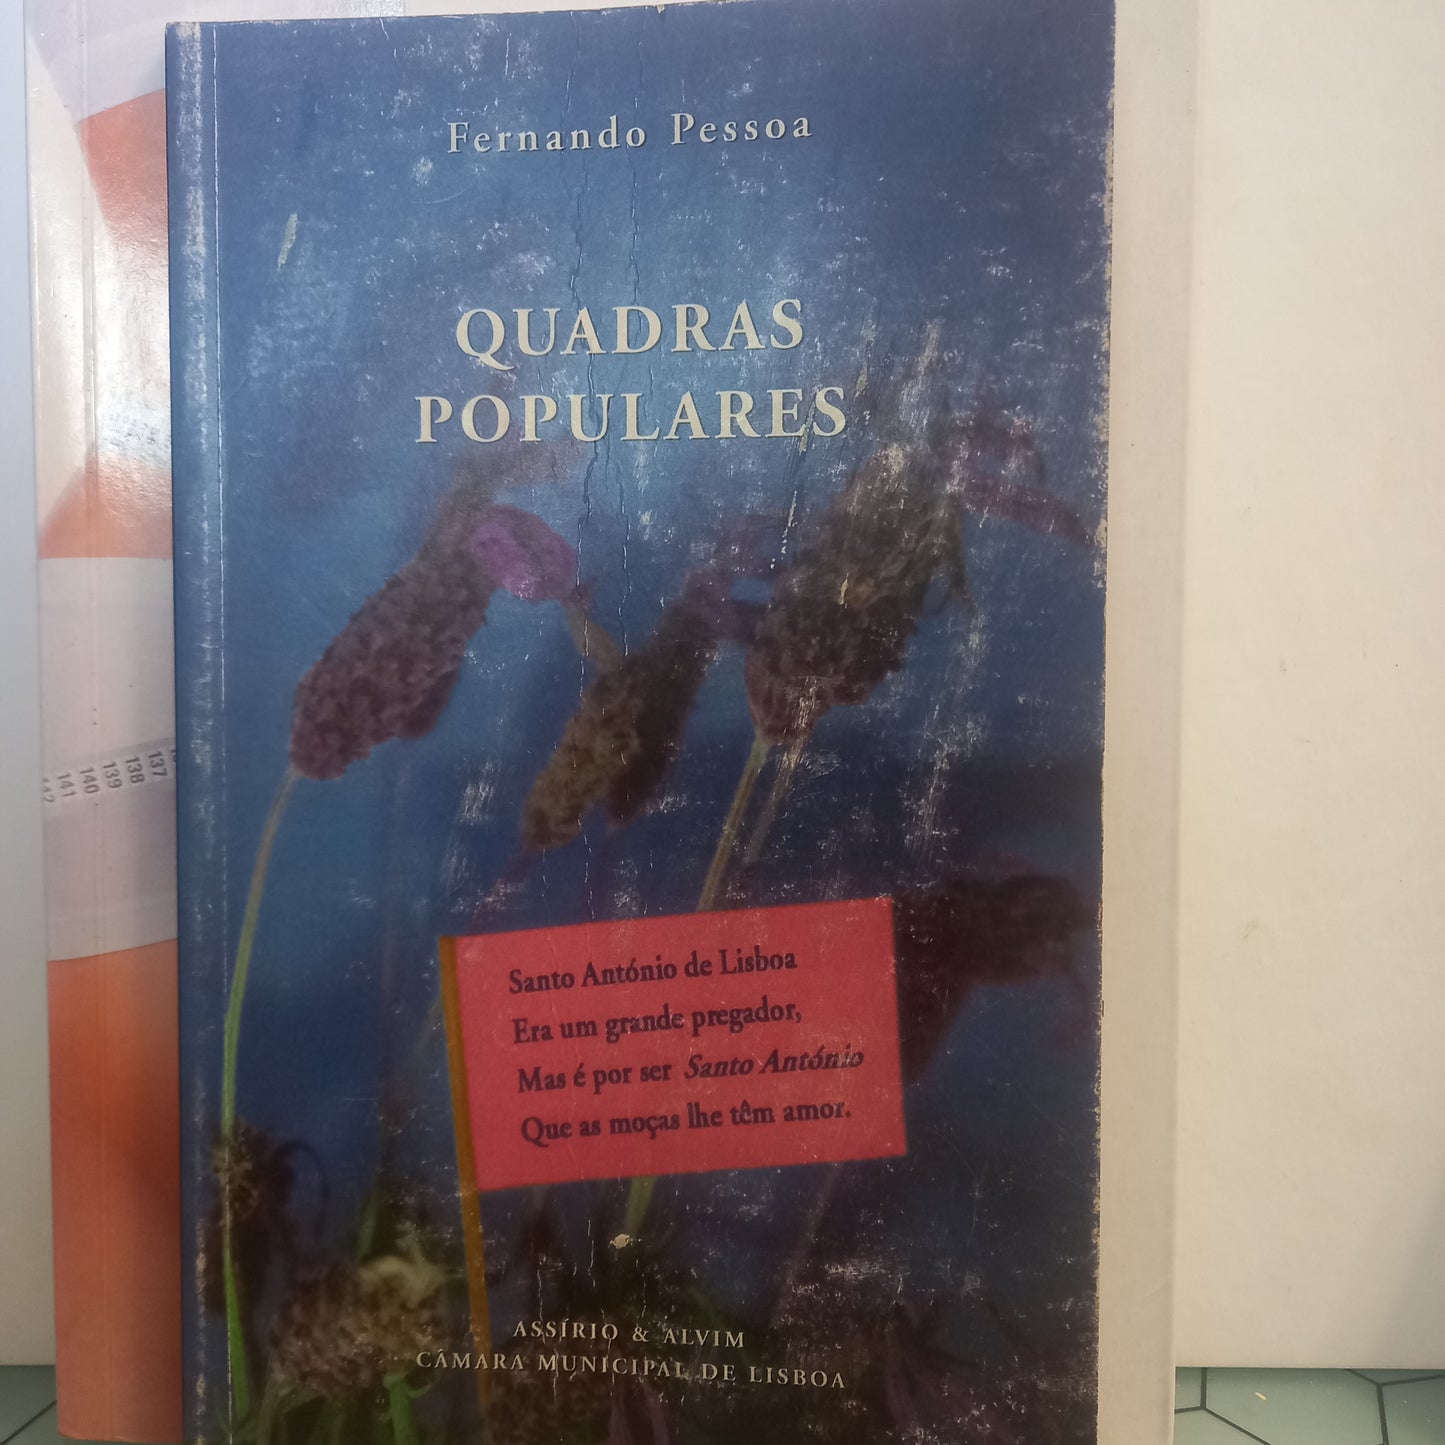 Fernando Pessoa
QUADRAS
POPULARES
Santo António de Lisboa
Era um grande pregador,
Mas é por ser Santo António
Que as moças lhe têm amor.
ASSÍRIO & ALVIM
CÂMARA MUNICIPAL DE LISBOA
137
138
139
140
141
142